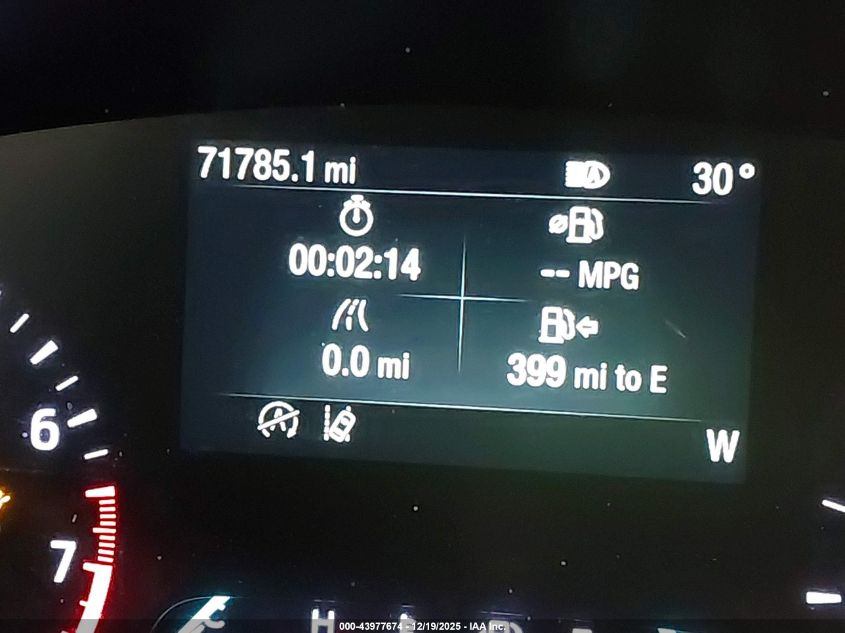 71785.1 mi
A
30°
00:02:14
-- MPG
0.0 mi
399 mi to E
A
W
6
7
H
000-43977674 - 12/19/2025 - IAA Inc.